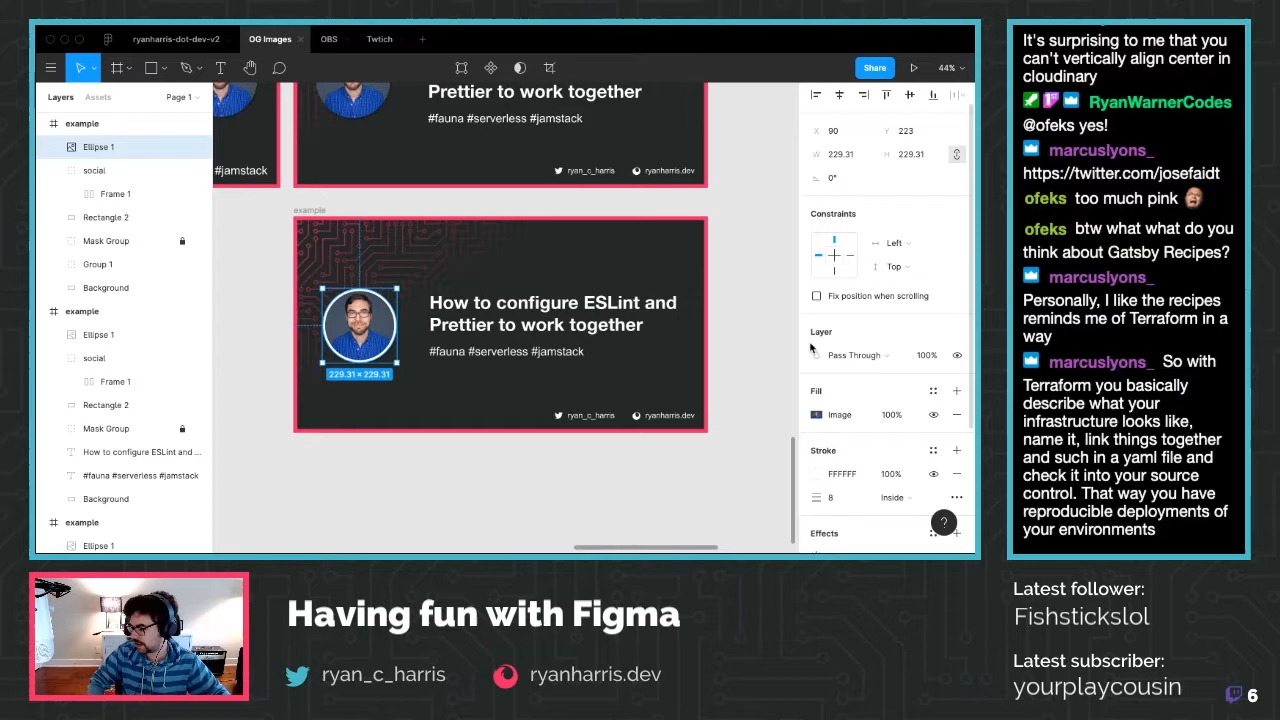 ryanharris-dot-dev-v2
OG Images
OBS
Twtich
Share
44%
Layers
Assets
Page 1
example
Ellipse 1
social
Frame 1
Rectangle 2
Mask Group
Group 1
Background
example
Ellipse 1
social
Frame 1
Rectangle 2
Mask Group
How to configure ESLint and ...
#fauna #serverless #jamstack
Background
example
Ellipse 1
#jamstack
Prettier to work together
#fauna #serverless #jamstack
ryan_c_harris
ryanharris.dev
example
How to configure ESLint and
Prettier to work together
#fauna #serverless #jamstack
229.31 × 229.31
ryan_c_harris
ryanharris.dev
X 90 Y 223
W 229.31 H 229.31
0°
Constraints
Left
Top
Fix position when scrolling
Layer
Pass Through 100%
Fill
Image 100%
Stroke
FFFFFF 100%
8 Inside
Effects
?
It's surprising to me that you
can't vertically align center in
cloudinary
RyanWarnerCodes
@ofeks yes!
marcuslyons_
https://twitter.com/josefaidt
ofeks too much pink
ofeks btw what what do you
think about Gatsby Recipes?
marcuslyons_
Personally, I like the recipes
reminds me of Terraform in a
way
marcuslyons_ So with
Terraform you basically
describe what your
infrastructure looks like,
name it, link things together
and such in a yaml file and
check it into your source
control. That way you have
reproducible deployments of
your environments
Having fun with Figma
ryan_c_harris
ryanharris.dev
Latest follower:
Fishstickslol
Latest subscriber:
yourplaycousin
6